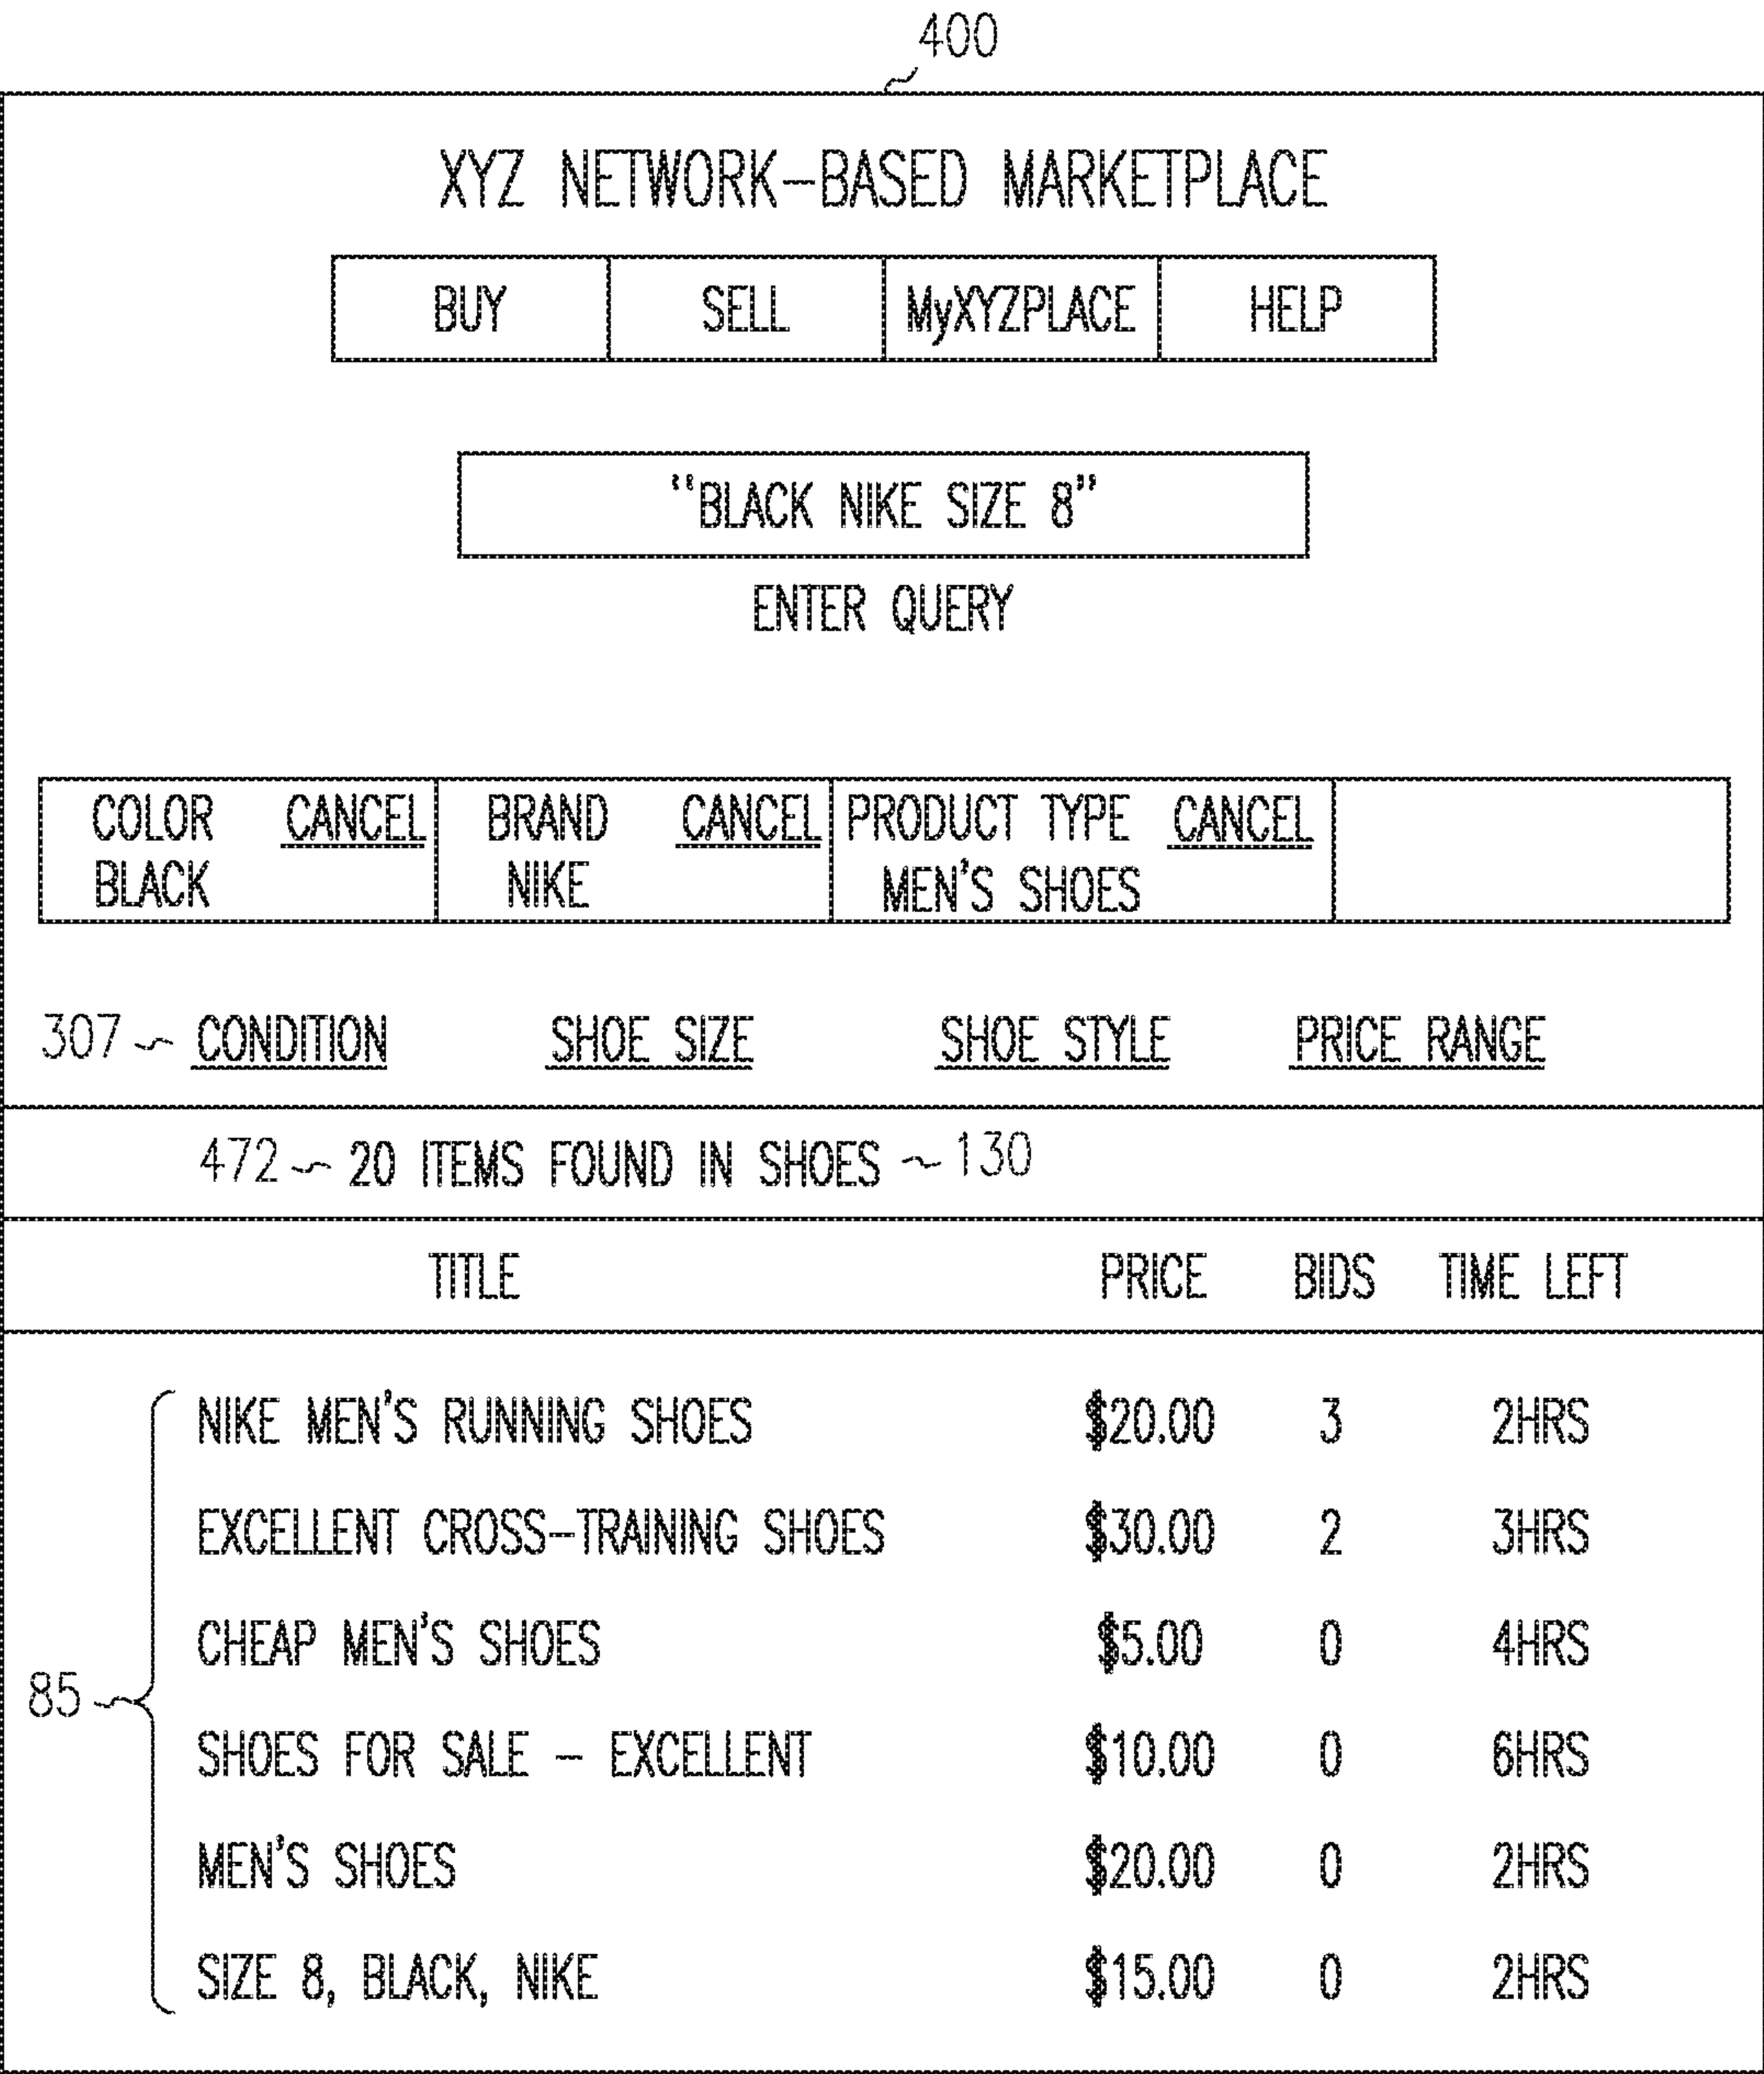 400
XYZ NETWORK-BASED MARKETPLACE
BUY SELL MyXYZPLACE HELP
"BLACK NIKE SIZE 8"
ENTER QUERY
COLOR CANCEL BRAND CANCEL PRODUCT TYPE CANCEL
BLACK NIKE MEN'S SHOES
307 CONDITION SHOE SIZE SHOE STYLE PRICE RANGE
472 20 ITEMS FOUND IN SHOES 130
TITLE PRICE BIDS TIME LEFT
NIKE MEN'S RUNNING SHOES $20.00 3 2HRS
EXCELLENT CROSS-TRAINING SHOES $30.00 2 3HRS
CHEAP MEN'S SHOES $5.00 0 4HRS
85
SHOES FOR SALE - EXCELLENT $10.00 0 6HRS
MEN'S SHOES $20.00 0 2HRS
SIZE 8, BLACK, NIKE $15.00 0 2HRS